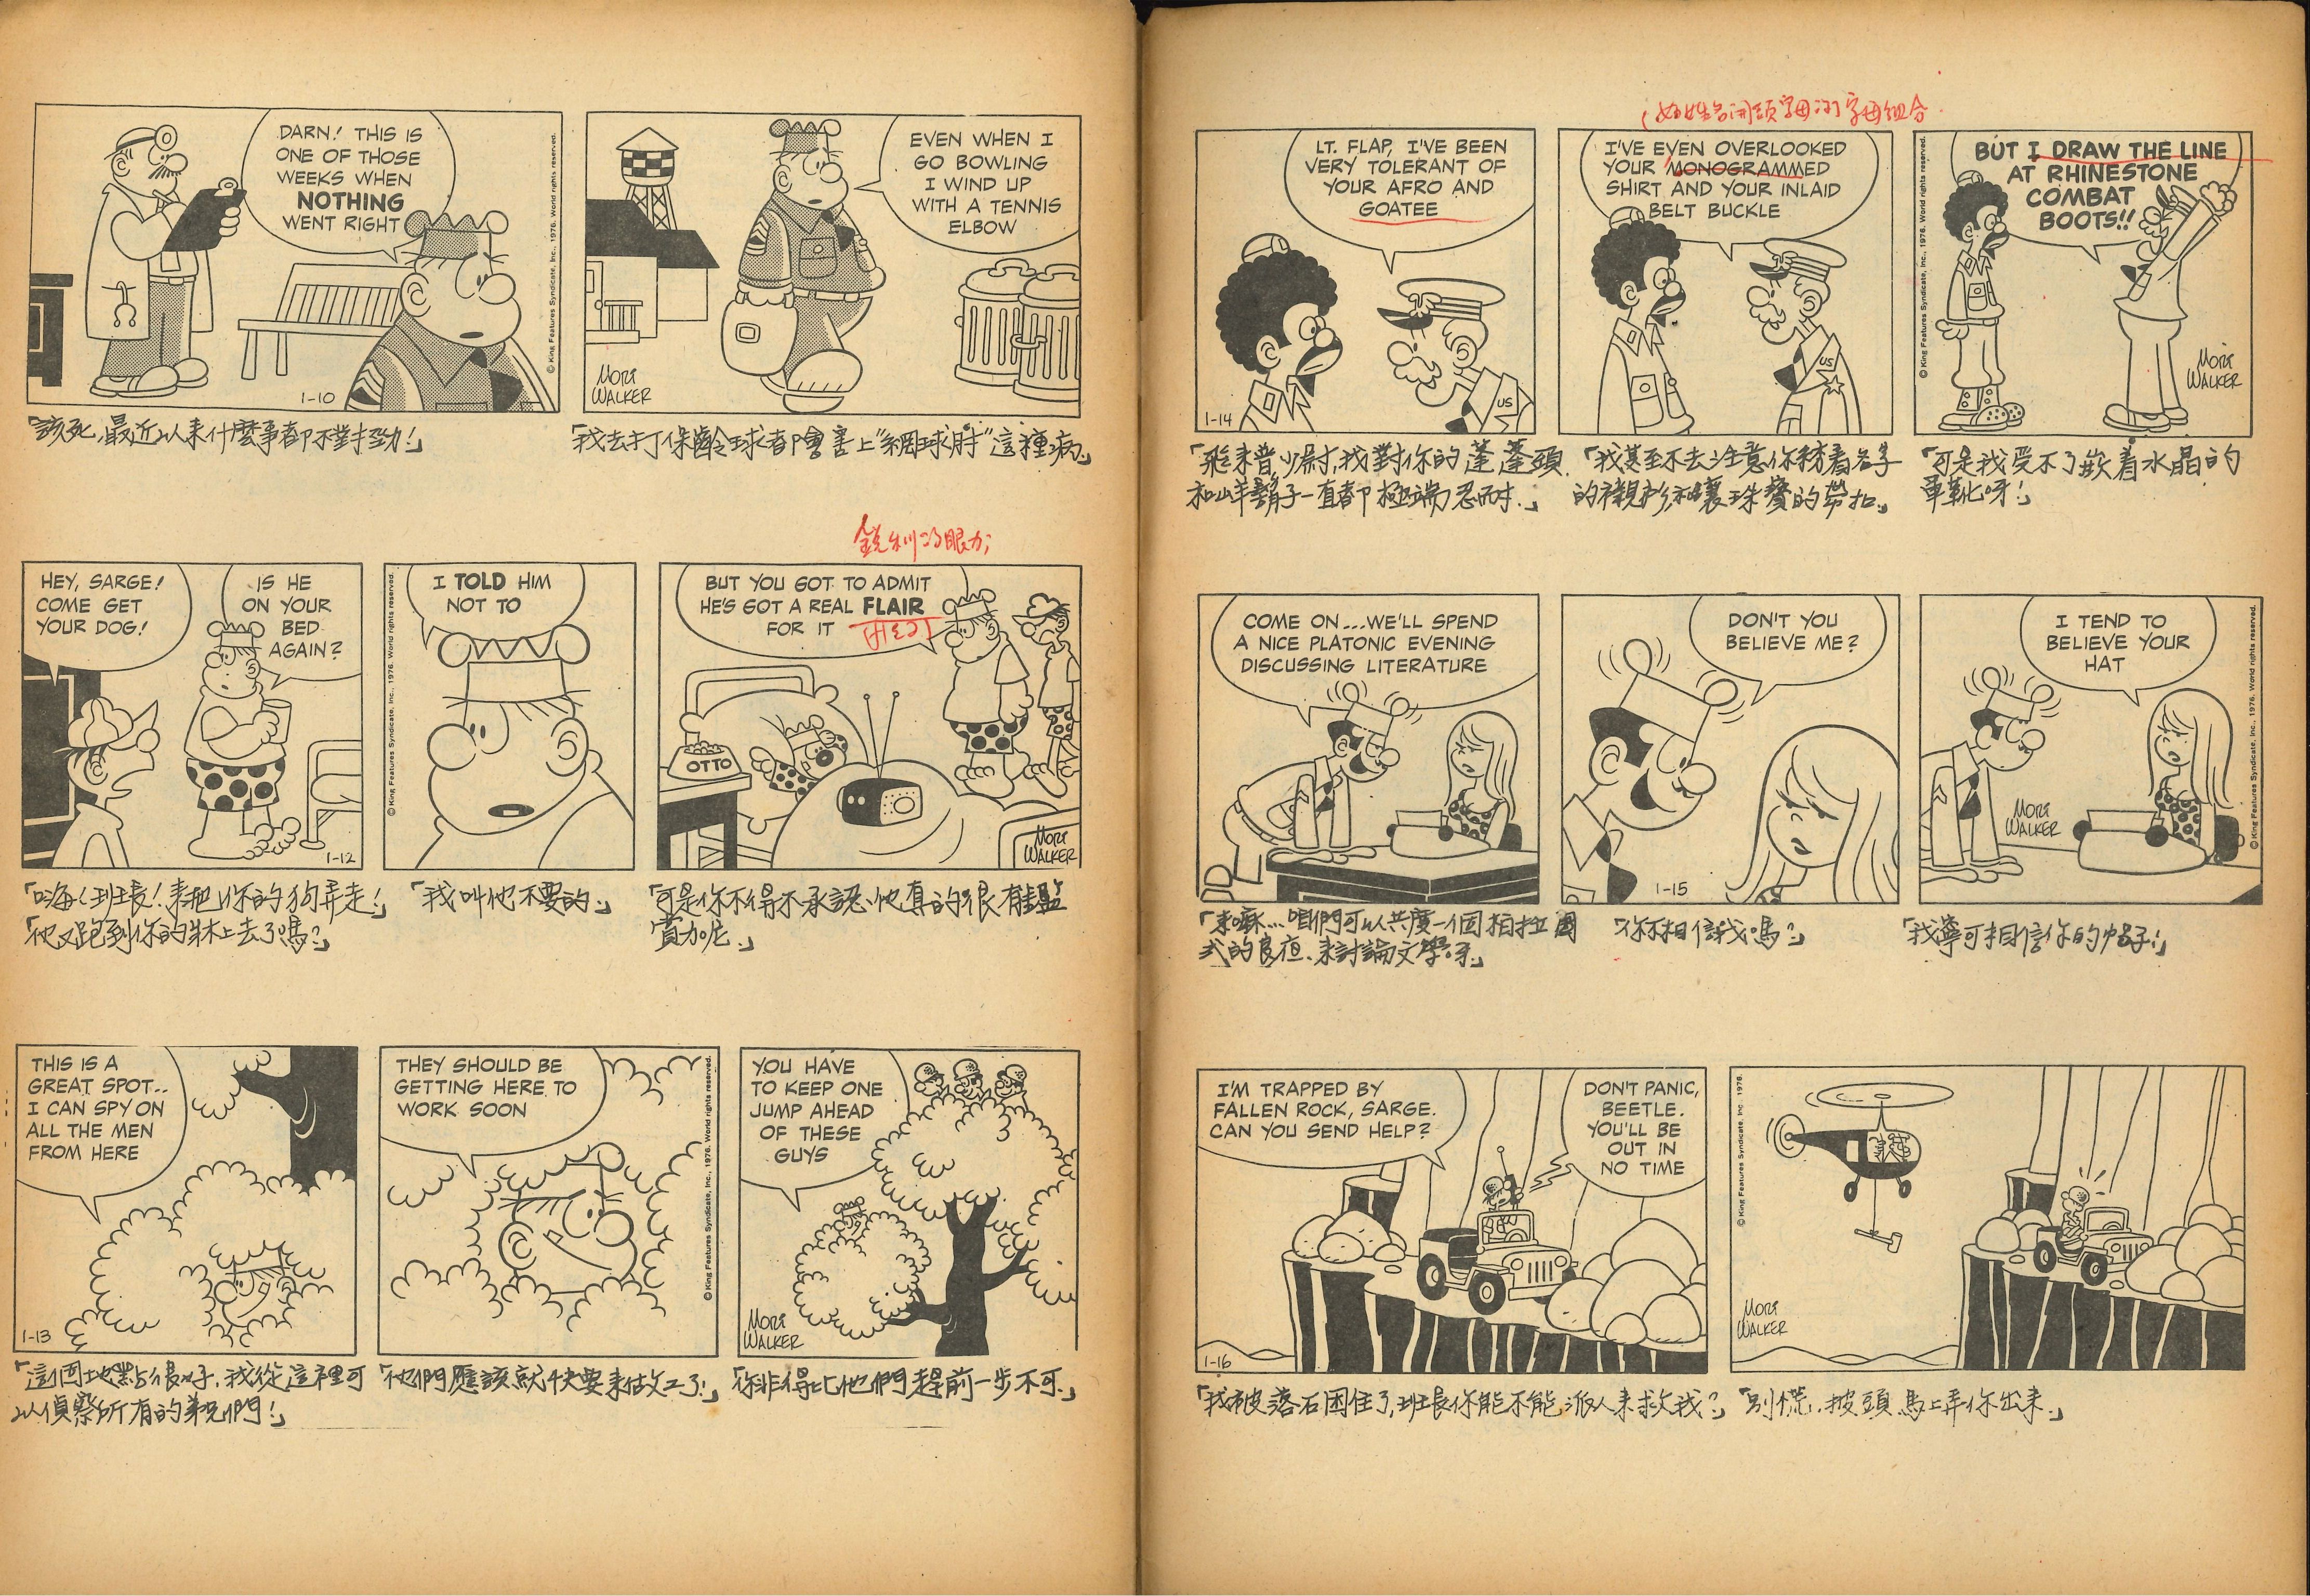 DARN! THIS IS
ONE OF THOSE
WEEKS WHEN
NOTHING
WENT RIGHT
© King Features Syndicate, Inc., 1976. World rights reserved.
1-10
EVEN WHEN I
GO BOWLING
I WIND UP
WITH A TENNIS
ELBOW
MORT
WALKER
「該死，最近以來什麼事都不對勁！」
「我去打保齡球都會害上"網球肘"這種病。」
銳利的眼力；
HEY, SARGE!
COME GET
YOUR DOG!
IS HE
ON YOUR
BED
AGAIN?
1-12
© King Features Syndicate, Inc., 1976. World rights reserved.
I TOLD HIM
NOT TO
BUT YOU GOT TO ADMIT
HE'S GOT A REAL FLAIR
FOR IT
OTTO
MORT
WALKER
「嗨！班長！來把你的狗弄走！」
「他又跑到你的牀上去了嗎？」
「我叫他不要的。」
「可是你不得不承認、他真的很有鑑
賞力呢。」
THIS IS A
GREAT SPOT..
I CAN SPY ON
ALL THE MEN
FROM HERE
1-13
THEY SHOULD BE
GETTING HERE TO
WORK SOON
© King Features Syndicate, Inc., 1976. World rights reserved.
YOU HAVE
TO KEEP ONE
JUMP AHEAD
OF THESE
GUYS
MORT
WALKER
「這個地點很好，我從這裡可
以偵察所有的弟兄們！」
「他們應該就快要來做工了！」
「你非得比他們趕前一步不可。」
姓名開頭字母的字母組合
LT. FLAP, I'VE BEEN
VERY TOLERANT OF
YOUR AFRO AND
GOATEE
US
1-14
I'VE EVEN OVERLOOKED
YOUR MONOGRAMMED
SHIRT AND YOUR INLAID
BELT BUCKLE
US
© King Features Syndicate, Inc., 1976. World rights reserved.
BUT I DRAW THE LINE
AT RHINESTONE
COMBAT
BOOTS!!
MORT
WALKER
「飛來普少尉，我對你的蓬蓬頭
和山羊鬍子一直都極端忍耐。」
「我甚至不去注意你綉着名字
的襯衫和鑲珠寶的帶扣。」
「可是我受不了嵌着水晶的
軍靴呀！」
COME ON...WE'LL SPEND
A NICE PLATONIC EVENING
DISCUSSING LITERATURE
DON'T YOU
BELIEVE ME?
1-15
I TEND TO
BELIEVE YOUR
HAT
MORT
WALKER
© King Features Syndicate, Inc., 1976. World rights reserved.
「來嘛...咱們可以共度一個柏拉圖
式的良夜、來討論文學呀。」
「你不相信我嗎？」
「我寧可相信你的帽子！」
I'M TRAPPED BY
FALLEN ROCK, SARGE.
CAN YOU SEND HELP?
DON'T PANIC,
BEETLE.
YOU'LL BE
OUT IN
NO TIME
1-16
© King Features Syndicate, Inc. 1976.
MORT
WALKER
「我被落石困住了，班長你能不能派人來救我？」
「別慌，披頭馬上弄你出來。」